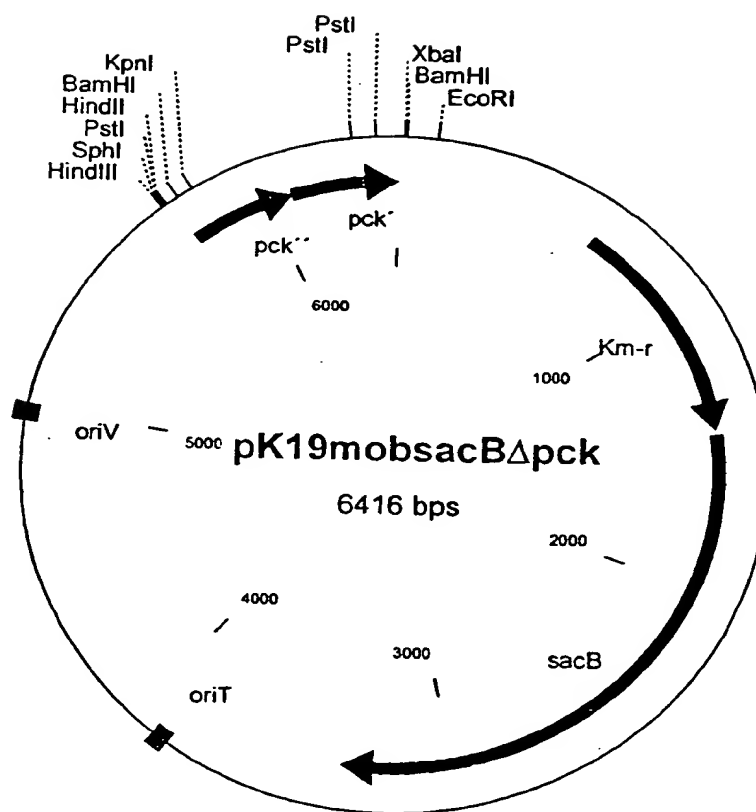 PstI
PstI
KpnI
BamHI
HindII
PstI
SphI
HindIII
XbaI
BamHI
EcoRI
pck´´
pck´
6000
Km-r
1000
oriV
5000
pK19mobsacBΔpck
6416 bps
2000
4000
3000
sacB
oriT